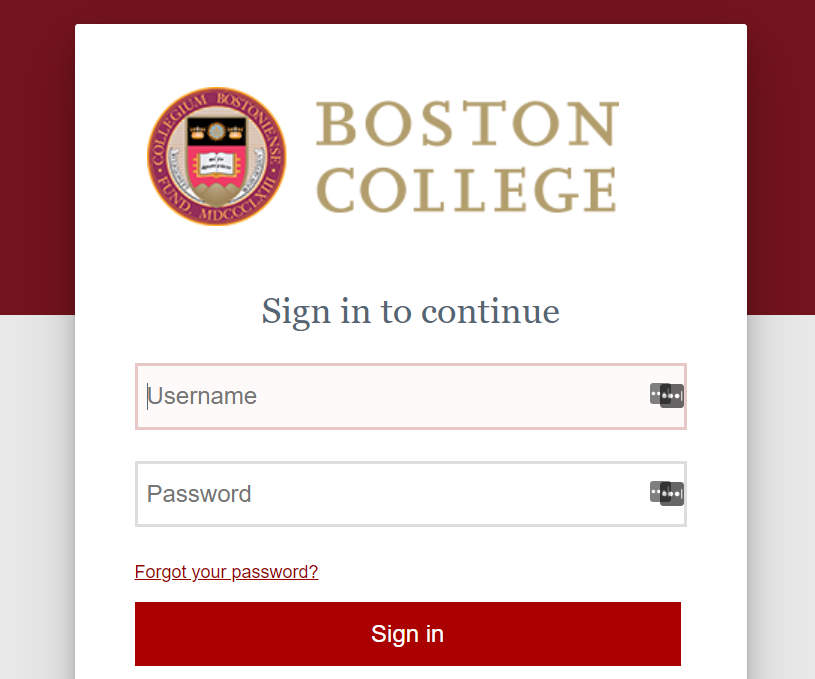 COLLEGIUM BOSTONIENSE
FUND. MDCCCLXIII
BOSTON
COLLEGE
Sign in to continue
Username
Password
Forgot your password?
Sign in